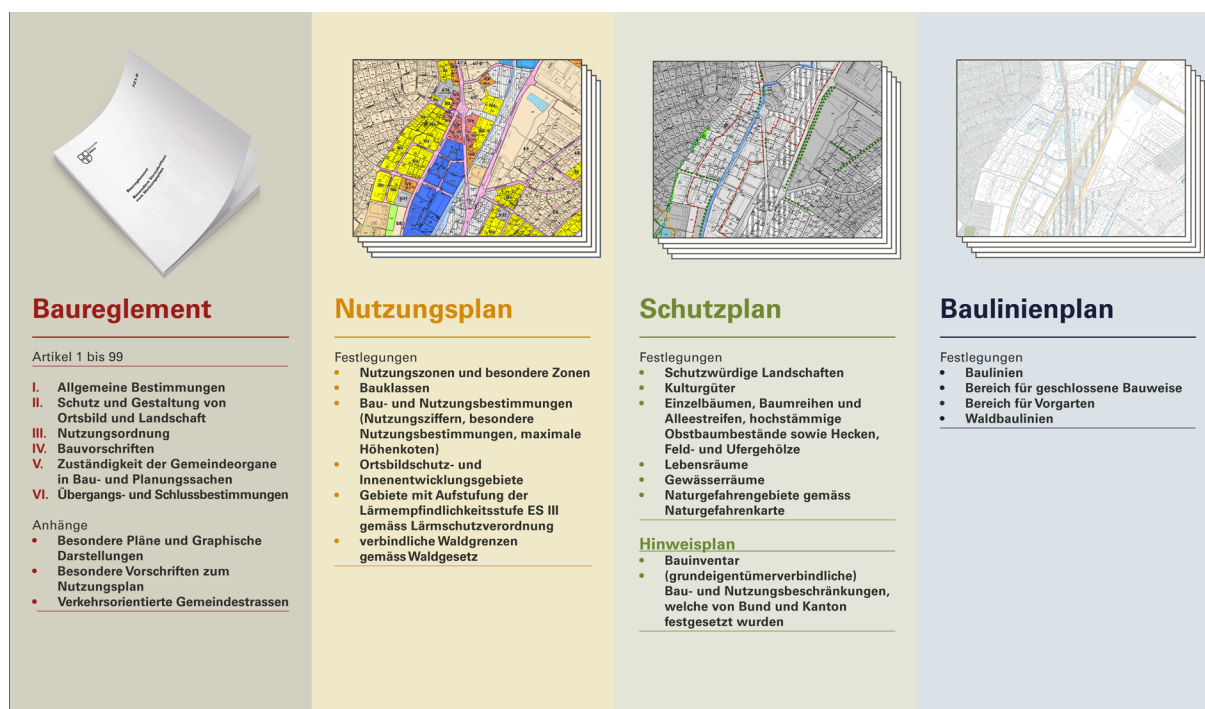 Baureglement
Artikel 1 bis 99
I. Allgemeine Bestimmungen
II. Schutz und Gestaltung von
Ortsbild und Landschaft
III. Nutzungsordnung
IV. Bauvorschriften
V. Zuständigkeit der Gemeindeorgane
in Bau- und Planungssachen
VI. Übergangs- und Schlussbestimmungen
Anhänge
• Besondere Pläne und Graphische
Darstellungen
• Besondere Vorschriften zum
Nutzungsplan
• Verkehrsorientierte Gemeindestrassen
Nutzungsplan
Festlegungen
• Nutzungszonen und besondere Zonen
• Bauklassen
• Bau- und Nutzungsbestimmungen
(Nutzungsziffern, besondere
Nutzungsbestimmungen, maximale
Höhenkoten)
• Ortsbildschutz- und
Innenentwicklungsgebiete
• Gebiete mit Aufstufung der
Lärmempfindlichkeitsstufe ES III
gemäss Lärmschutzverordnung
• verbindliche Waldgrenzen
gemäss Waldgesetz
Schutzplan
Festlegungen
• Schutzwürdige Landschaften
• Kulturgüter
• Einzelbäumen, Baumreihen und
Alleestreifen, hochstämmige
Obstbaumbestände sowie Hecken,
Feld- und Ufergehölze
• Lebensräume
• Gewässerräume
• Naturgefahrengebiete gemäss
Naturgefahrenkarte
Hinweisplan
• Bauinventar
• (grundeigentümerverbindliche)
Bau- und Nutzungsbeschränkungen,
welche von Bund und Kanton
festgesetzt wurden
Baulinienplan
Festlegungen
• Baulinien
• Bereich für geschlossene Bauweise
• Bereich für Vorgarten
• Waldbaulinien